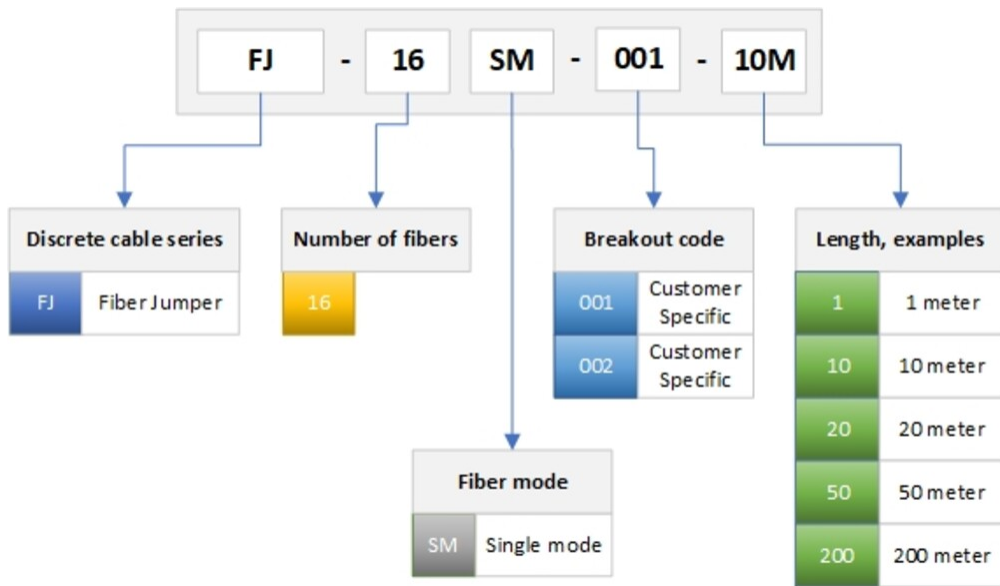 FJ - 16 SM - 001 - 10M
Discrete cable series
FJ Fiber Jumper
Number of fibers
16
Fiber mode
SM Single mode
Breakout code
001 Customer
Specific
002 Customer
Specific
Length, examples
1 1 meter
10 10 meter
20 20 meter
50 50 meter
200 200 meter